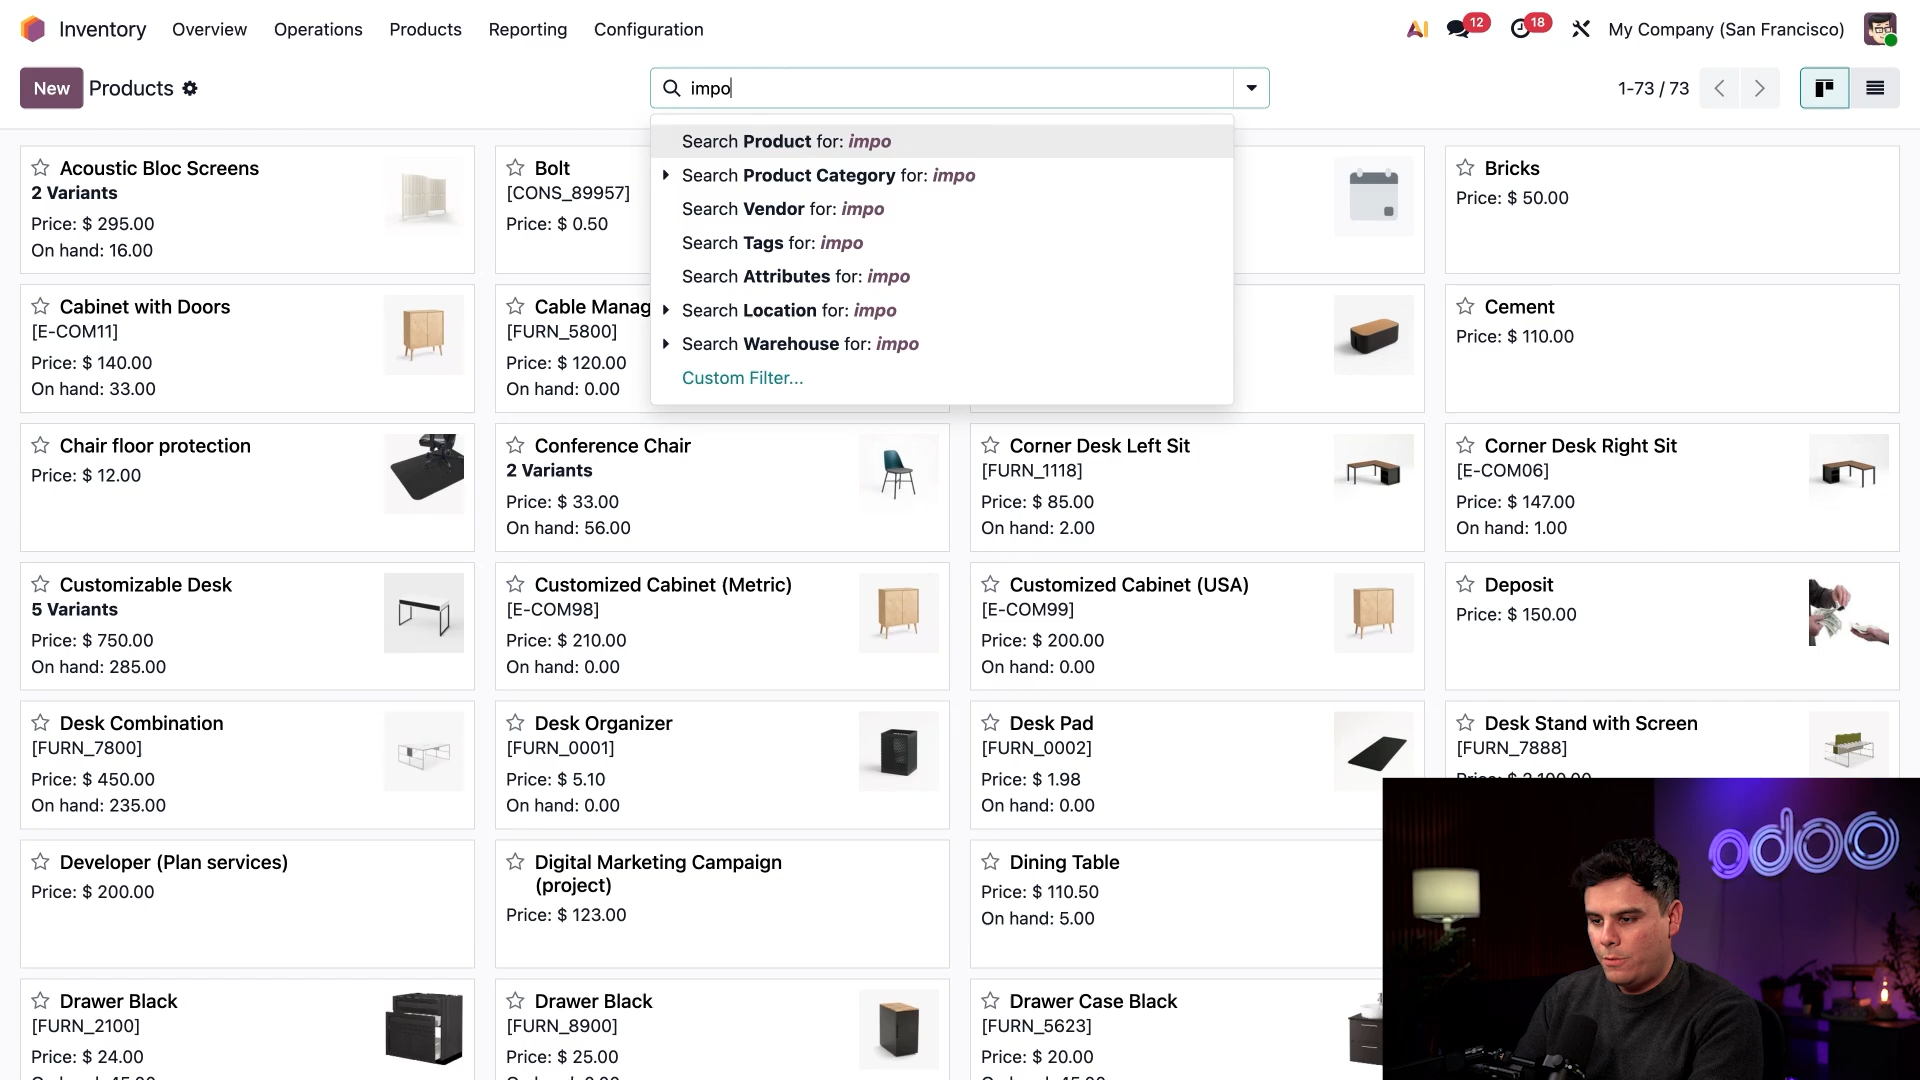 Inventory Overview Operations Products Reporting Configuration
AI 12 18 My Company (San Francisco)
New Products impo 1-73 / 73
Search Product for: impo
Search Product Category for: impo
Search Vendor for: impo
Search Tags for: impo
Search Attributes for: impo
Search Location for: impo
Search Warehouse for: impo
Custom Filter...
Acoustic Bloc Screens
2 Variants
Price: $ 295.00
On hand: 16.00
Bolt
[CONS_89957]
Price: $ 0.50
Bricks
Price: $ 50.00
Cabinet with Doors
[E-COM11]
Price: $ 140.00
On hand: 33.00
Cable Manag
[FURN_5800]
Price: $ 120.00
On hand: 0.00
Cement
Price: $ 110.00
Chair floor protection
Price: $ 12.00
Conference Chair
2 Variants
Price: $ 33.00
On hand: 56.00
Corner Desk Left Sit
[FURN_1118]
Price: $ 85.00
On hand: 2.00
Corner Desk Right Sit
[E-COM06]
Price: $ 147.00
On hand: 1.00
Customizable Desk
5 Variants
Price: $ 750.00
On hand: 285.00
Customized Cabinet (Metric)
[E-COM98]
Price: $ 210.00
On hand: 0.00
Customized Cabinet (USA)
[E-COM99]
Price: $ 200.00
On hand: 0.00
Deposit
Price: $ 150.00
Desk Combination
[FURN_7800]
Price: $ 450.00
On hand: 235.00
Desk Organizer
[FURN_0001]
Price: $ 5.10
On hand: 0.00
Desk Pad
[FURN_0002]
Price: $ 1.98
On hand: 0.00
Desk Stand with Screen
[FURN_7888]
Price: $ 2,100.00
Developer (Plan services)
Price: $ 200.00
Digital Marketing Campaign
(project)
Price: $ 123.00
Dining Table
Price: $ 110.50
On hand: 5.00
Drawer Black
[FURN_2100]
Price: $ 24.00
Drawer Black
[FURN_8900]
Price: $ 25.00
Drawer Case Black
[FURN_5623]
Price: $ 20.00
odoo